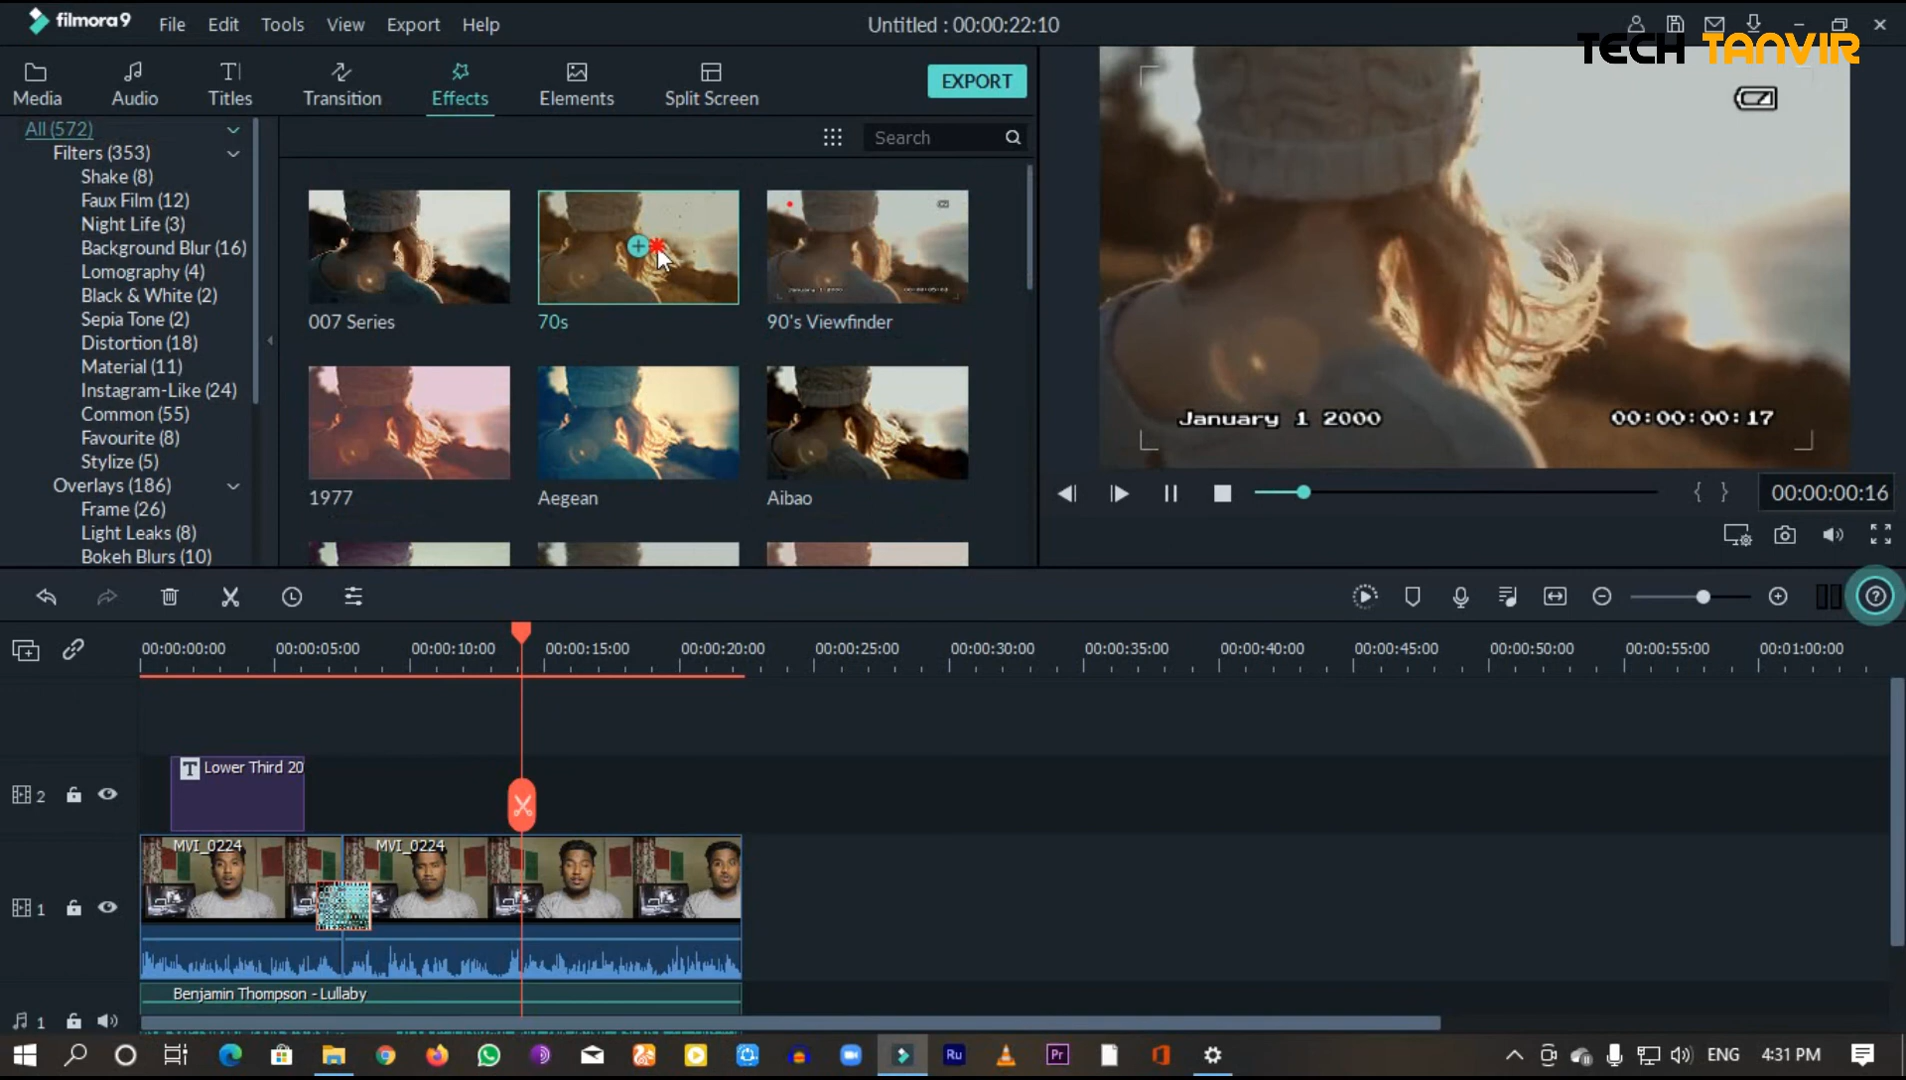 filmora9 File Edit Tools View Export Help Untitled : 00:00:22:10
TECH TANVIR
Media Audio Titles Transition Effects Elements Split Screen EXPORT
Search
All (572)
Filters (353)
Shake (8)
Faux Film (12)
Night Life (3)
Background Blur (16)
Lomography (4)
Black & White (2)
Sepia Tone (2)
Distortion (18)
Material (11)
Instagram-Like (24)
Common (55)
Favourite (8)
Stylize (5)
Overlays (186)
Frame (26)
Light Leaks (8)
Bokeh Blurs (10)
007 Series 70s 90's Viewfinder
1977 Aegean Aibao
January 1 2000 00:00:00:17
00:00:00:16
00:00:00:00 00:00:05:00 00:00:10:00 00:00:15:00 00:00:20:00 00:00:25:00 00:00:30:00 00:00:35:00 00:00:40:00 00:00:45:00 00:00:50:00 00:00:55:00 00:01:00:00
T Lower Third 20
2
MVI_0224 MVI_0224
1
Benjamin Thompson - Lullaby
1
Ru Pr ENG 4:31 PM